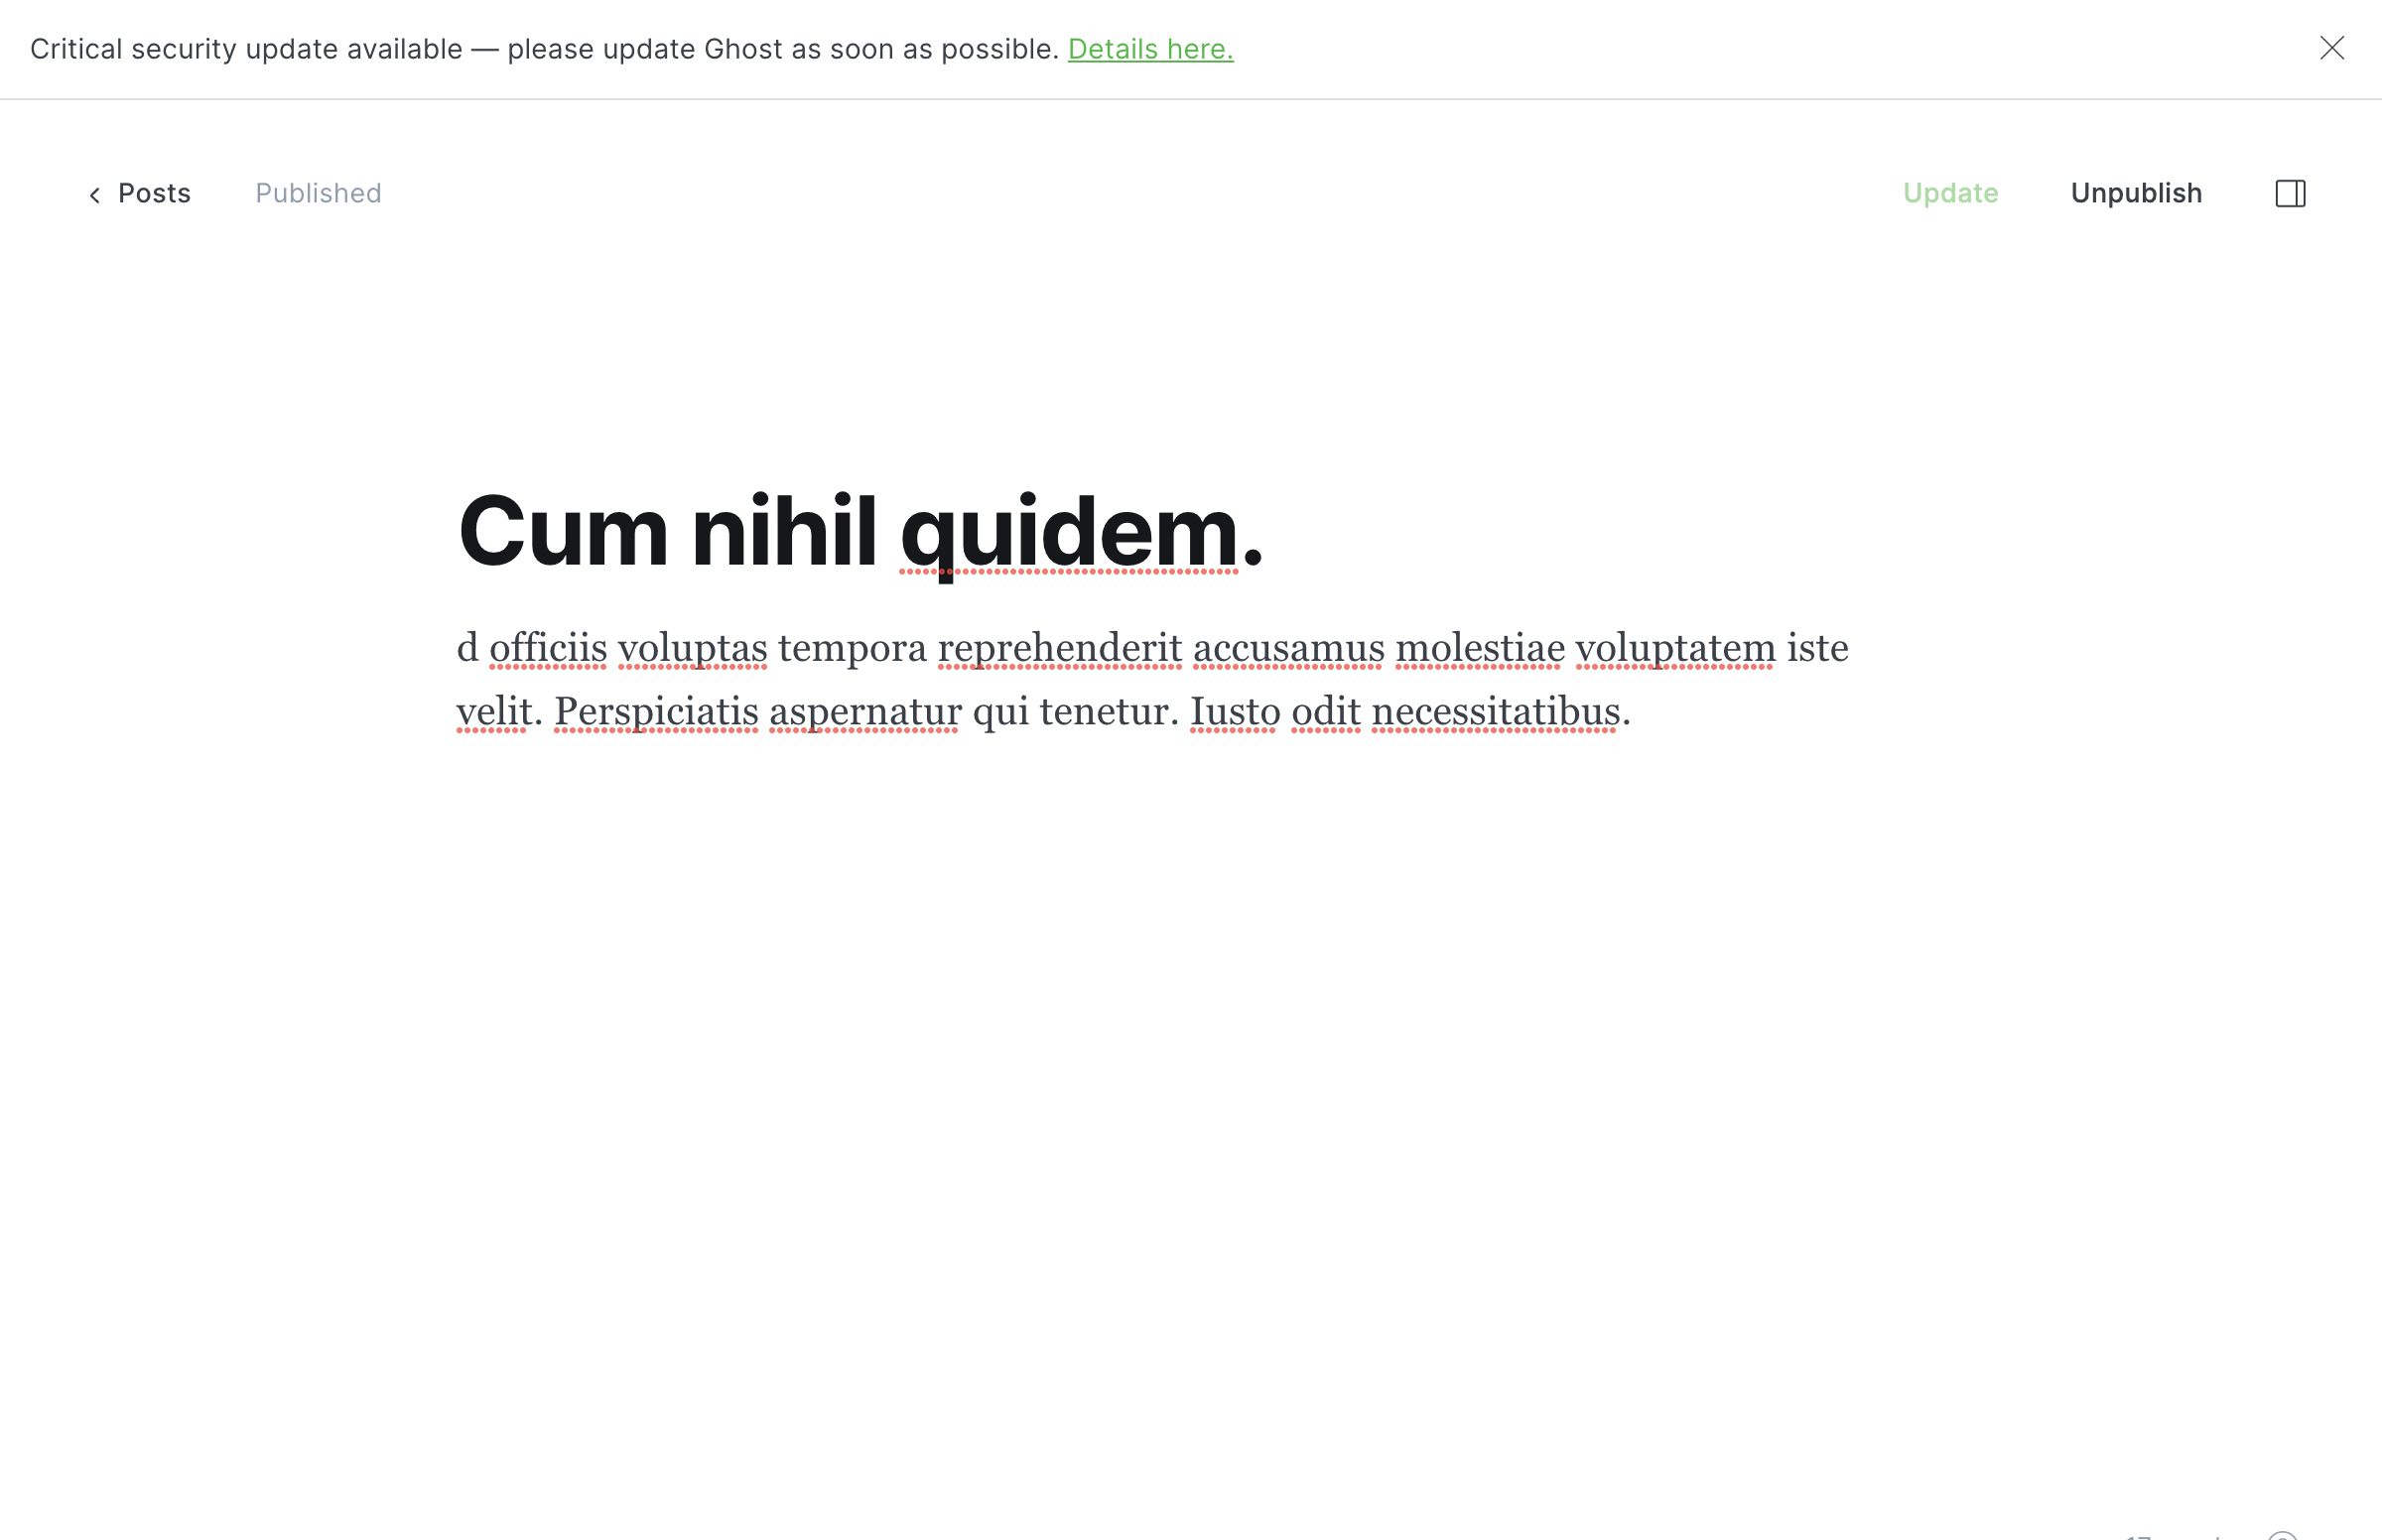 Critical security update available — please update Ghost as soon as possible. Details here.
Posts Published Update Unpublish
Cum nihil quidem.
d officiis voluptas tempora reprehenderit accusamus molestiae voluptatem iste
velit. Perspiciatis aspernatur qui tenetur. Iusto odit necessitatibus.